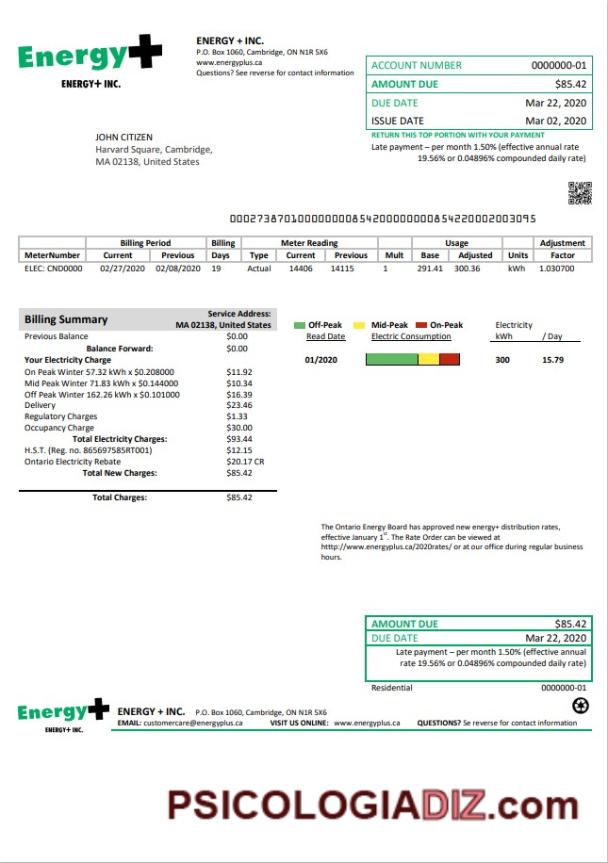 Energy+
ENERGY+ INC.
ENERGY + INC.
P.O. Box 1060, Cambridge, ON N1R 5X6
www.energyplus.ca
Questions? See reverse for contact information
ACCOUNT NUMBER 0000000-01
AMOUNT DUE $85.42
DUE DATE Mar 22, 2020
ISSUE DATE Mar 02, 2020
RETURN THIS TOP PORTION WITH YOUR PAYMENT
Late payment – per month 1.50% (effective annual rate
19.56% or 0.04896% compounded daily rate)
JOHN CITIZEN
Harvard Square, Cambridge,
MA 02138, United States
Billing Period Billing Meter Reading Usage Adjustment
MeterNumber Current Previous Days Type Current Previous Mult Base Adjusted Units Factor
ELEC: CND0000 02/27/2020 02/08/2020 19 Actual 14406 14115 1 291.41 300.36 kWh 1.030700
Billing Summary Service Address:
MA 02138, United States
Previous Balance $0.00
Balance Forward: $0.00
Your Electricity Charge
On Peak Winter 57.32 kWh x $0.208000 $11.92
Mid Peak Winter 71.83 kWh x $0.144000 $10.34
Off Peak Winter 162.26 kWh x $0.101000 $16.39
Delivery $23.46
Regulatory Charges $1.33
Occupancy Charge $30.00
Total Electricity Charges: $93.44
H.S.T. (Reg. no. 865697585RT001) $12.15
Ontario Electricity Rebate $20.17 CR
Total New Charges: $85.42
Total Charges: $85.42
Off-Peak Mid-Peak On-Peak Electricity
Read Date Electric Consumption kWh / Day
01/2020 300 15.79
The Ontario Energy Board has approved new energy+ distribution rates,
effective January 1st. The Rate Order can be viewed at
htttp://www.energyplus.ca/2020rates/ or at our office during regular business
hours.
AMOUNT DUE $85.42
DUE DATE Mar 22, 2020
Late payment – per month 1.50% (effective annual
rate 19.56% or 0.04896% compounded daily rate)
Residential 0000000-01
Energy+
ENERGY+ INC.
ENERGY + INC. P.O. Box 1060, Cambridge, ON N1R 5X6
EMAIL: customercare@energyplus.ca VISIT US ONLINE: www.energyplus.ca QUESTIONS? Se reverse for contact information
PSICOLOGIADIZ.com